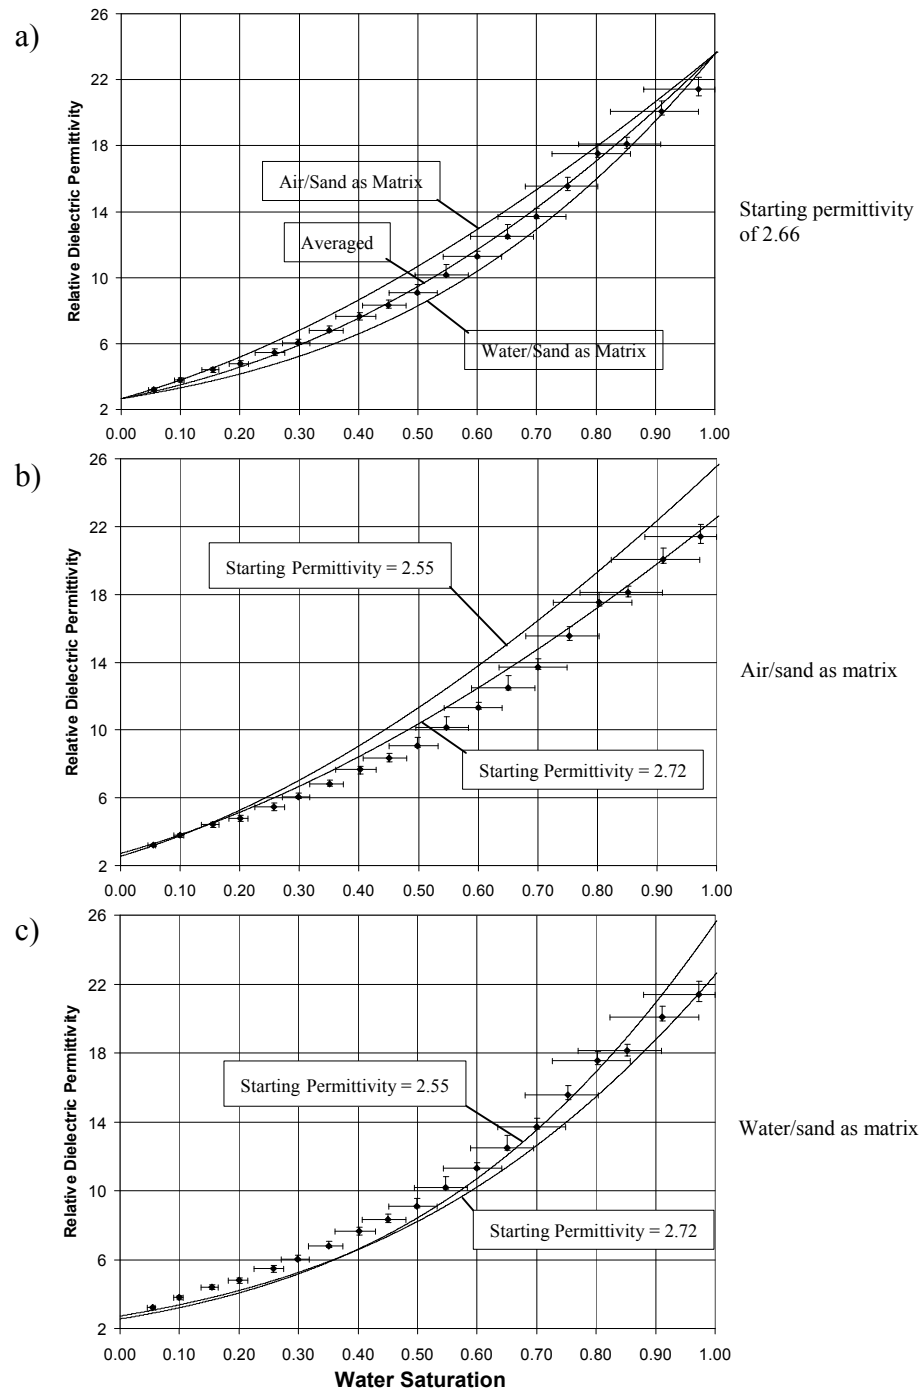 a)
Relative Dielectric Permittivity
26
22
18
14
10
6
2
Air/Sand as Matrix
Averaged
Water/Sand as Matrix
0.00 0.10 0.20 0.30 0.40 0.50 0.60 0.70 0.80 0.90 1.00
Starting permittivity
of 2.66
b)
Relative Dielectric Permittivity
26
22
18
14
10
6
2
Starting Permittivity = 2.55
Starting Permittivity = 2.72
0.00 0.10 0.20 0.30 0.40 0.50 0.60 0.70 0.80 0.90 1.00
Air/sand as matrix
c)
Relative Dielectric Permittivity
26
22
18
14
10
6
2
Starting Permittivity = 2.55
Starting Permittivity = 2.72
0.00 0.10 0.20 0.30 0.40 0.50 0.60 0.70 0.80 0.90 1.00
Water Saturation
Water/sand as matrix